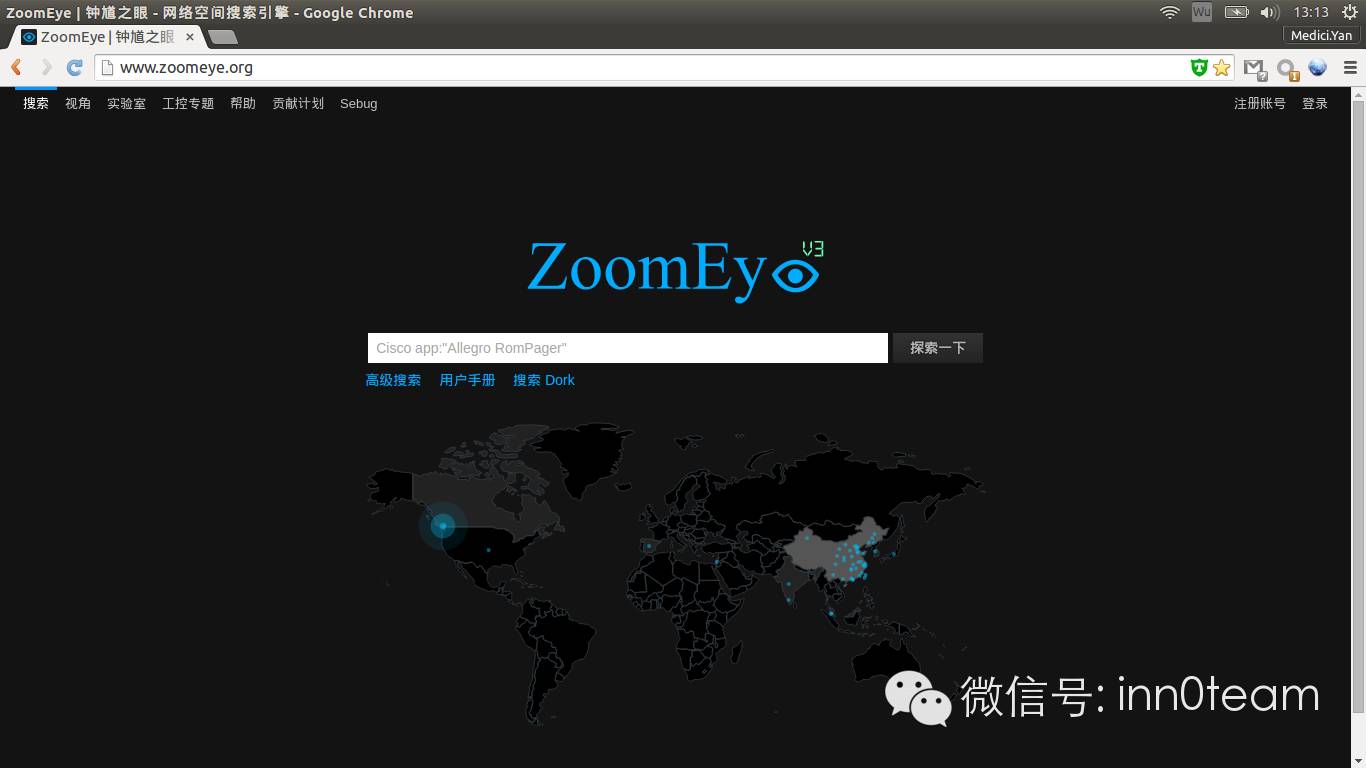 ZoomEye | 钟馗之眼 - 网络空间搜索引擎 - Google Chrome
Wu
13:13
ZoomEye | 钟馗之眼
Medici.Yan
www.zoomeye.org
搜索 视角 实验室 工控专题 帮助 贡献计划 Sebug
注册账号 登录
ZoomEy
V3
Cisco app:"Allegro RomPager"
探索一下
高级搜索 用户手册 搜索 Dork
微信号: inn0team